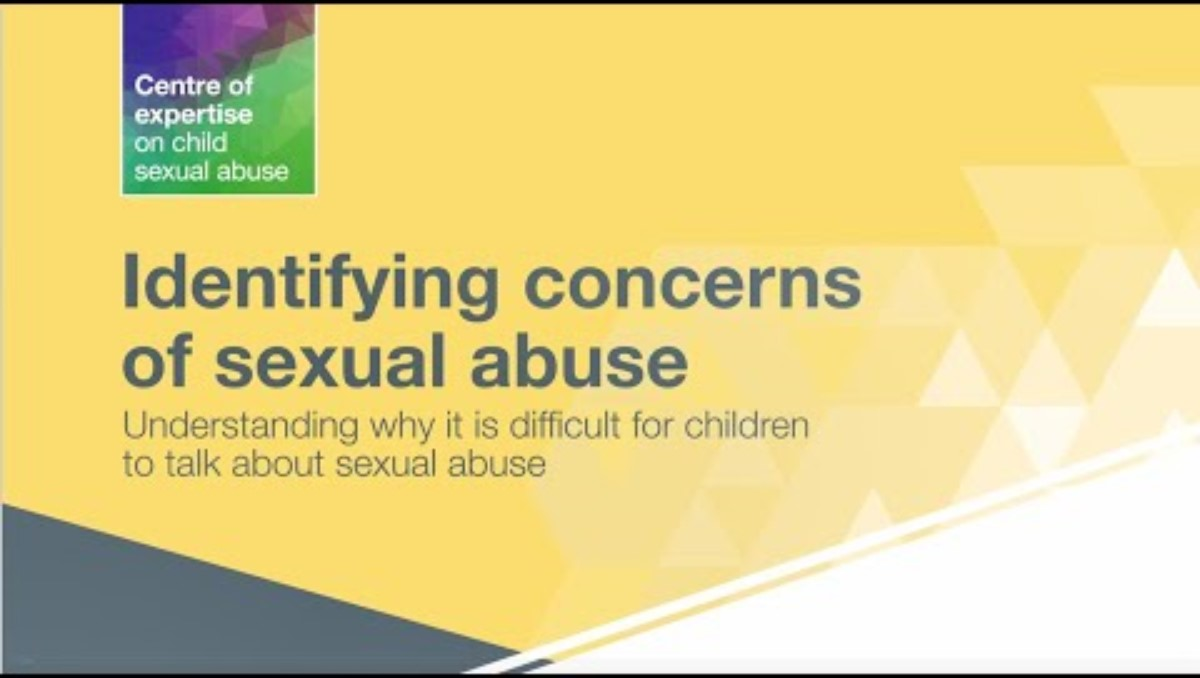 Centre of
expertise
on child
sexual abuse
Identifying concerns
of sexual abuse
Understanding why it is difficult for children
to talk about sexual abuse